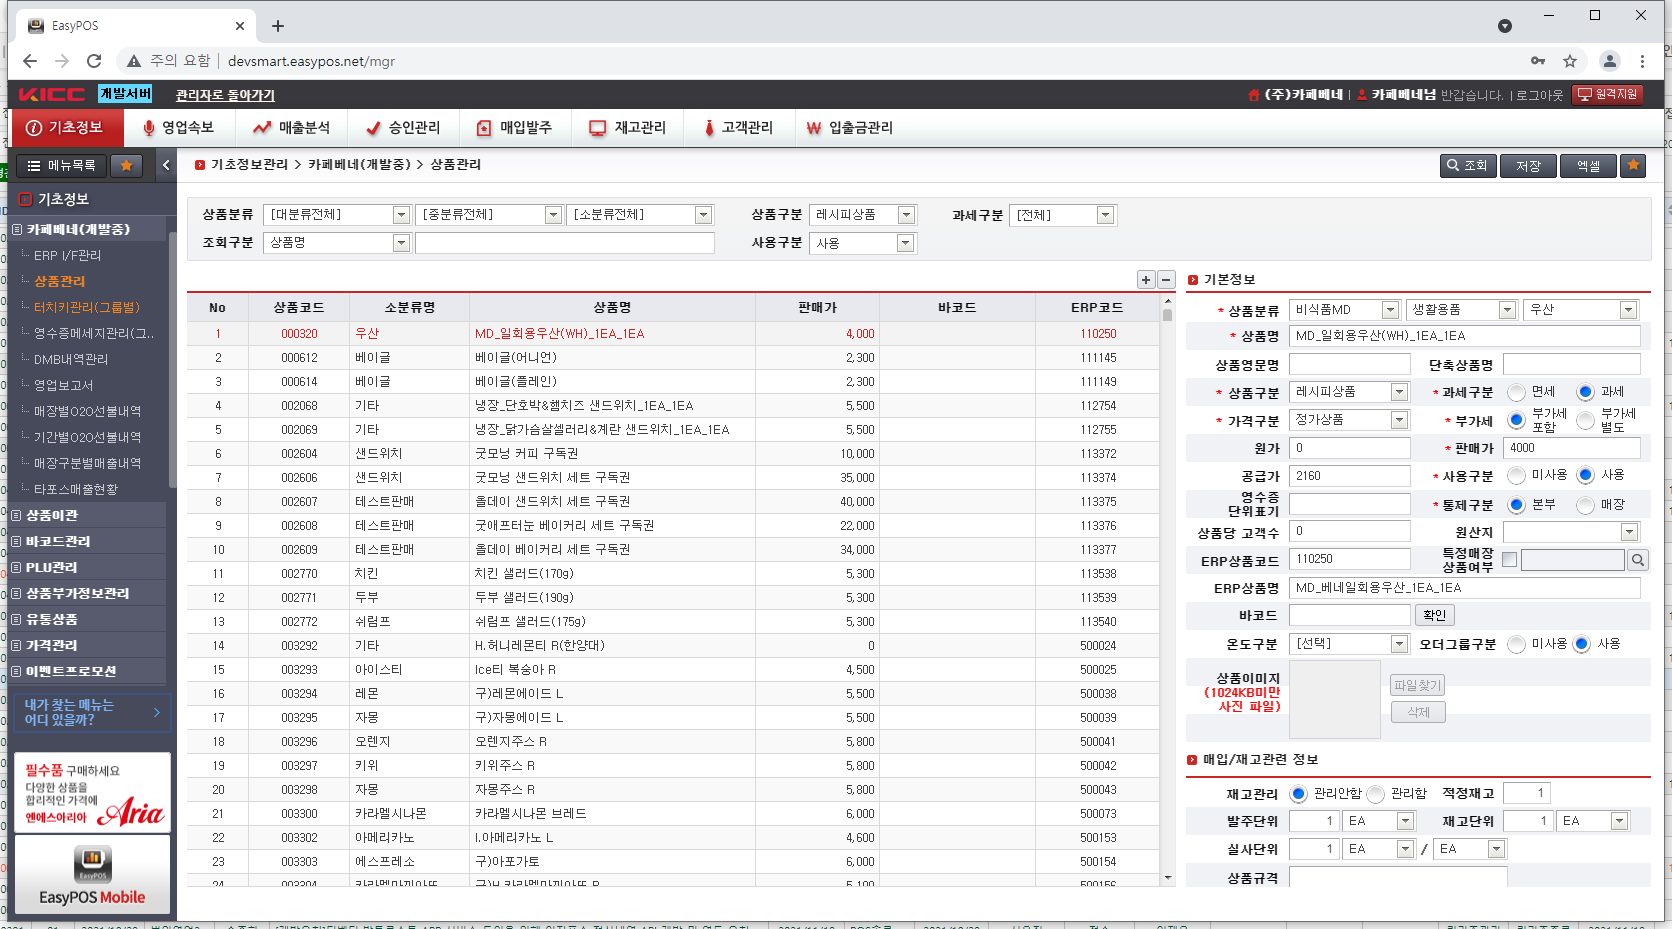 EasyPOS
주의 요함 | devsmart.easypos.net/mgr
KICC 개발서버 관리자로 돌아가기 (주)카페베네 | 카페베네님 반갑습니다. | 로그아웃 원격지원
기초정보 영업속보 매출분석 승인관리 매입발주 재고관리 고객관리 입출금관리
메뉴목록
기초정보관리 > 카페베네(개발중) > 상품관리
조회 저장 엑셀
기초정보
카페베네(개발중)
ERP I/F관리
상품관리
터치키관리(그룹별)
영수증메세지관리(그..
DMB내역관리
영업보고서
매장별O2O선불내역
기간별O2O선불내역
매장구분별매출내역
타포스매출현황
상품이관
바코드관리
PLU관리
상품부가정보관리
유통상품
가격관리
이벤트프로모션
내가 찾는 메뉴는
어디 있을까?
필수품 구매하세요
다양한 상품을
합리적인 가격에
앤에스아리아 Aria
EasyPOS
EasyPOS Mobile
상품분류 [대분류전체] [중분류전체] [소분류전체] 상품구분 레시피상품 과세구분 [전체]
조회구분 상품명 사용구분 사용
No 상품코드 소분류명 상품명 판매가 바코드 ERP코드
1 000320 우산 MD_일회용우산(WH)_1EA_1EA 4,000 110250
2 000612 베이글 베이글(어니언) 2,300 111145
3 000614 베이글 베이글(플레인) 2,300 111149
4 002068 기타 냉장_단호박&햄치즈 샌드위치_1EA_1EA 5,500 112754
5 002069 기타 냉장_닭가슴살셀러리&계란 샌드위치_1EA_1EA 5,500 112755
6 002604 샌드위치 굿모닝 커피 구독권 10,000 113372
7 002606 샌드위치 굿모닝 샌드위치 세트 구독권 35,000 113374
8 002607 테스트판매 올데이 샌드위치 세트 구독권 40,000 113375
9 002608 테스트판매 굿애프터눈 베이커리 세트 구독권 22,000 113376
10 002609 테스트판매 올데이 베이커리 세트 구독권 34,000 113377
11 002770 치킨 치킨 샐러드(170g) 5,300 113538
12 002771 두부 두부 샐러드(190g) 5,300 113539
13 002772 쉬림프 쉬림프 샐러드(175g) 5,300 113540
14 003292 기타 H.허니레몬티 R(한양대) 0 500024
15 003293 아이스티 Ice티 복숭아 R 4,500 500025
16 003294 레몬 구)레몬에이드 L 5,500 500038
17 003295 자몽 구)자몽에이드 L 5,500 500039
18 003296 오렌지 오렌지주스 R 5,800 500041
19 003297 키위 키위주스 R 5,800 500042
20 003298 자몽 자몽주스 R 5,800 500043
21 003300 카라멜시나몬 카라멜시나몬 브레드 6,000 500073
22 003302 아메리카노 I.아메리카노 L 4,600 500153
23 003303 에스프레소 구)아포가토 6,000 500154
24 003304 카라멜마끼아또 구)H.카라멜마끼아또 R 5,100 500156
기본정보
* 상품분류 비식품MD 생활용품 우산
* 상품명 MD_일회용우산(WH)_1EA_1EA
상품영문명 단축상품명
* 상품구분 레시피상품 * 과세구분 면세 과세
* 가격구분 정가상품 * 부가세 부가세포함 부가세별도
원가 0 * 판매가 4000
공급가 2160 * 사용구분 미사용 사용
영수증 단위표기 * 통제구분 본부 매장
상품당 고객수 0 원산지
ERP상품코드 110250 특정매장 상품여부
ERP상품명 MD_베네일회용우산_1EA_1EA
바코드 확인
온도구분 [선택] 오더그룹구분 미사용 사용
상품이미지
(1024KB미만
사진 파일)
파일찾기
삭제
매입/재고관련 정보
재고관리 관리안함 관리함 적정재고 1
발주단위 1 EA 재고단위 1 EA
실사단위 1 EA / EA
상품규격